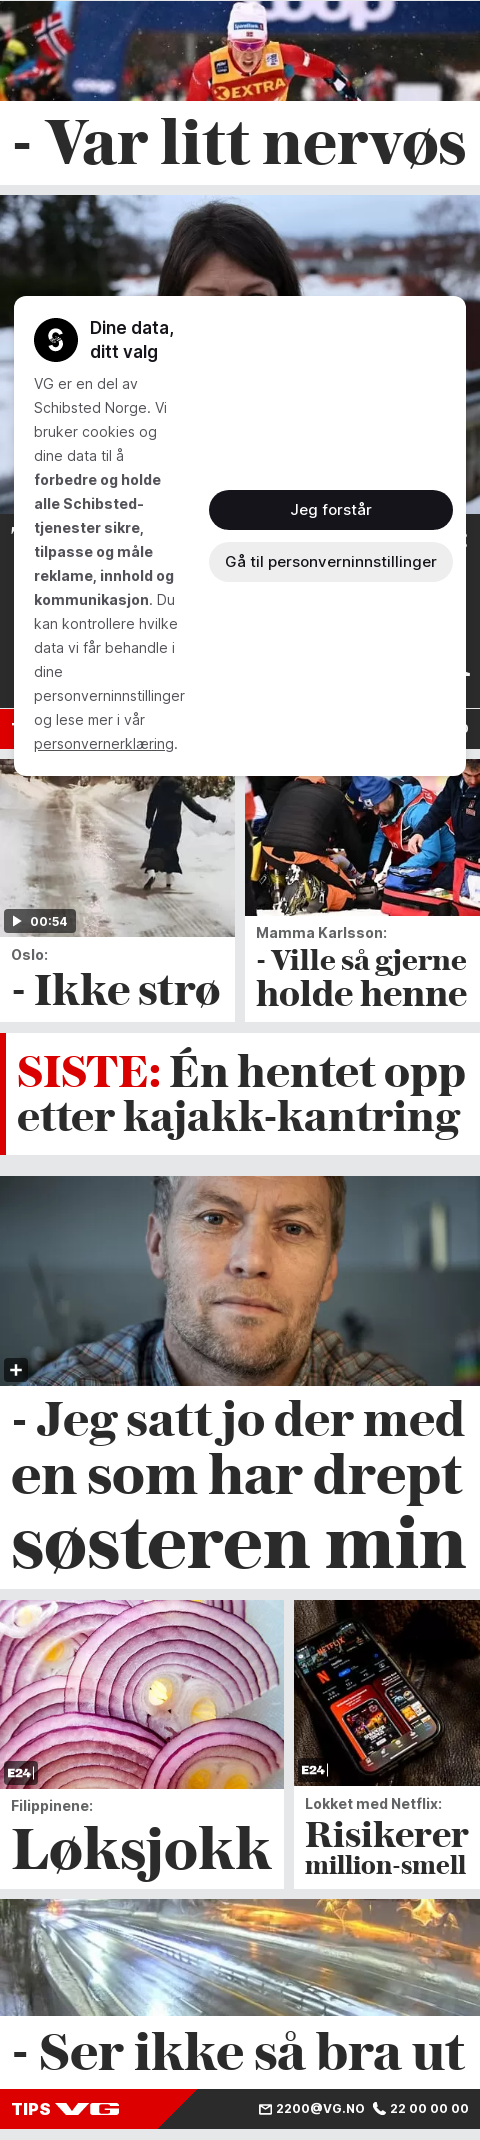 coop
EXTRA
- Var litt nervøs
Dine data,
ditt valg
VG er en del av
Schibsted Norge. Vi
bruker cookies og
dine data til å
forbedre og holde
alle Schibsted-
tjenester sikre,
tilpasse og måle
reklame, innhold og
kommunikasjon. Du
kan kontrollere hvilke
data vi får behandle i
dine
personverninnstillinger
og lese mer i vår
personvernerklæring.
Jeg forstår
Gå til personverninnstillinger
00:54
Oslo:
- Ikke strø
Mamma Karlsson:
- Ville så gjerne
holde henne
SISTE: Én hentet opp
etter kajakk-kantring
- Jeg satt jo der med
en som har drept
søsteren min
E24
Filippinene:
Løksjokk
NETFLIX
E24
Lokket med Netflix:
Risikerer
million-smell
- Ser ikke så bra ut
TIPS VG
2200@VG.NO 22 00 00 00